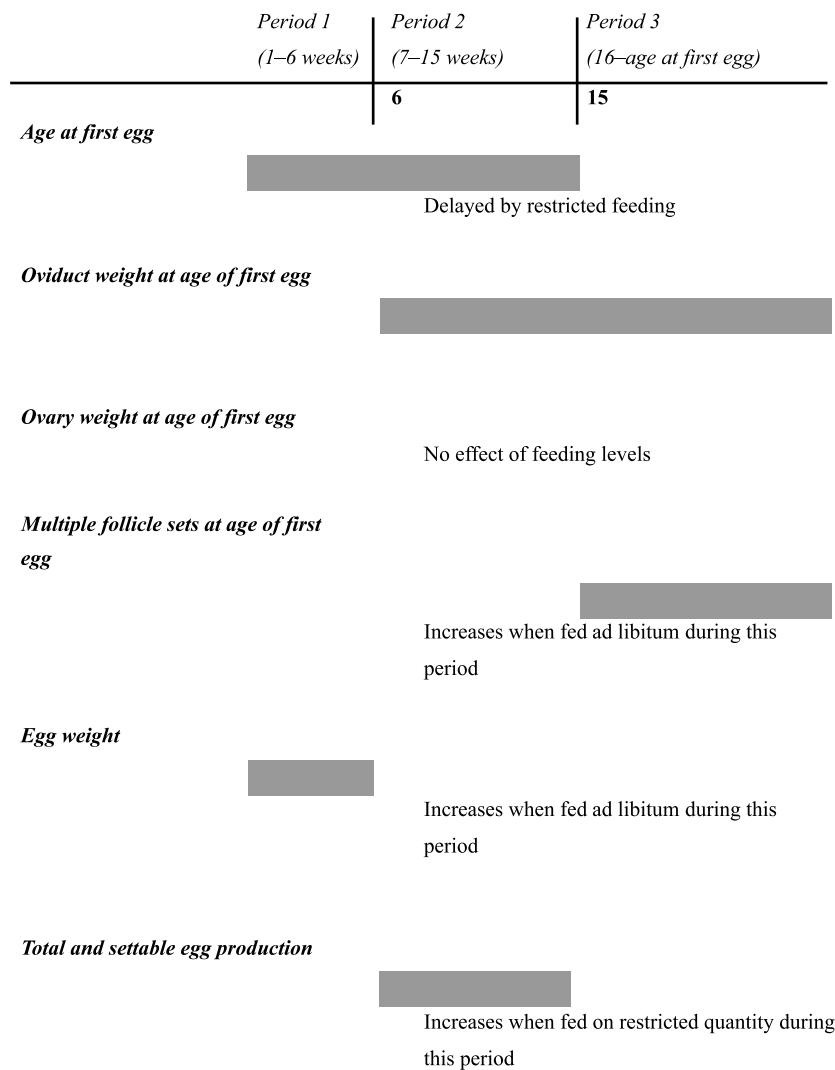 Period 1 Period 2 Period 3
(1–6 weeks) (7–15 weeks) (16–age at first egg)
6 15
Age at first egg
Delayed by restricted feeding
Oviduct weight at age of first egg
Ovary weight at age of first egg
No effect of feeding levels
Multiple follicle sets at age of first
egg
Increases when fed ad libitum during this
period
Egg weight
Increases when fed ad libitum during this
period
Total and settable egg production
Increases when fed on restricted quantity during
this period